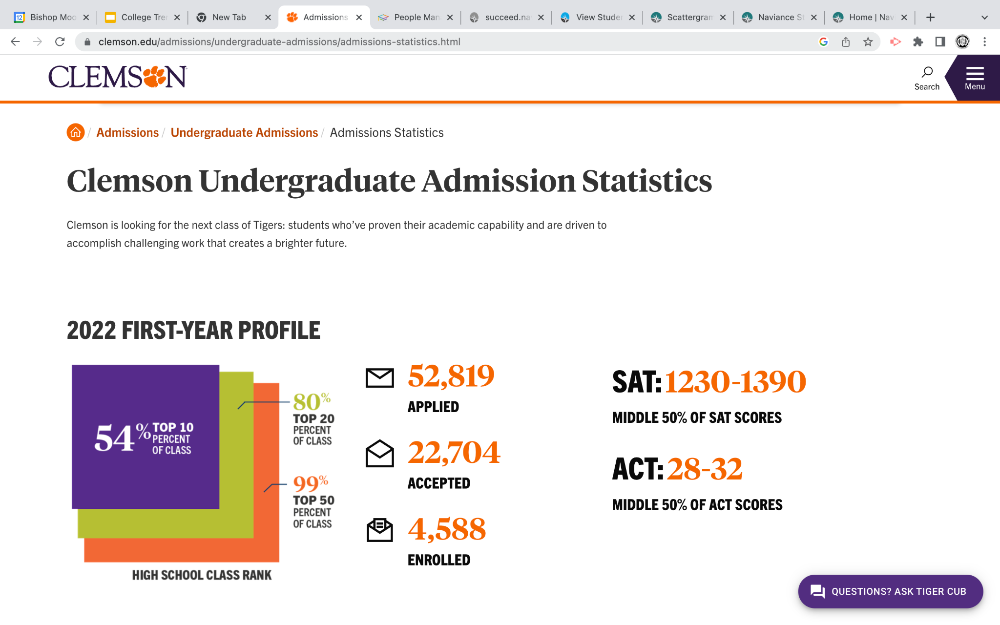 12 Bishop Moo
College Tre
New Tab
Admissions
People Man
succeed.na
View Studen
Scattergram
Naviance St
Home | Nav
clemson.edu/admissions/undergraduate-admissions/admissions-statistics.html
CLEMSON
Search
Menu
/ Admissions / Undergraduate Admissions / Admissions Statistics
Clemson Undergraduate Admission Statistics
Clemson is looking for the next class of Tigers: students who’ve proven their academic capability and are driven to
accomplish challenging work that creates a brighter future.
2022 FIRST-YEAR PROFILE
54% TOP 10
PERCENT
OF CLASS
80%
TOP 20
PERCENT
OF CLASS
99%
TOP 50
PERCENT
OF CLASS
HIGH SCHOOL CLASS RANK
52,819
APPLIED
22,704
ACCEPTED
4,588
ENROLLED
SAT: 1230-1390
MIDDLE 50% OF SAT SCORES
ACT: 28-32
MIDDLE 50% OF ACT SCORES
QUESTIONS? ASK TIGER CUB